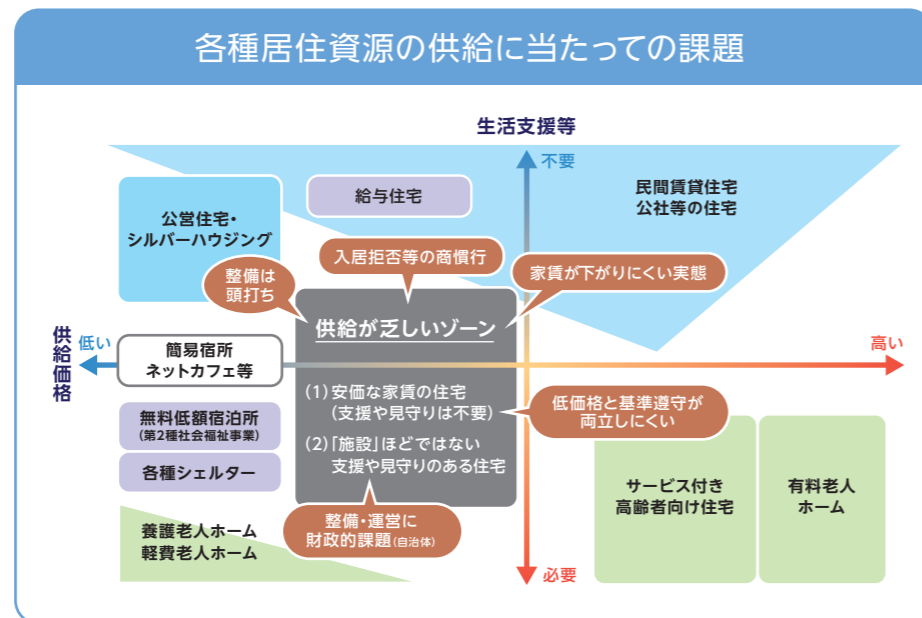 各種居住資源の供給に当たっての課題
生活支援等
不要
民間賃貸住宅
公社等の住宅
給与住宅
公営住宅・
シルバーハウジング
入居拒否等の商慣行
家賃が下がりにくい実態
整備は
頭打ち
供給が乏しいゾーン
供給価格
低い
高い
簡易宿所
ネットカフェ等
(1)安価な家賃の住宅
(支援や見守りは不要)
(2)「施設」ほどではない
支援や見守りのある住宅
低価格と基準遵守が
両立しにくい
無料低額宿泊所
(第2種社会福祉事業)
各種シェルター
サービス付き
高齢者向け住宅
有料老人
ホーム
整備・運営に
財政的課題(自治体)
養護老人ホーム
軽費老人ホーム
必要